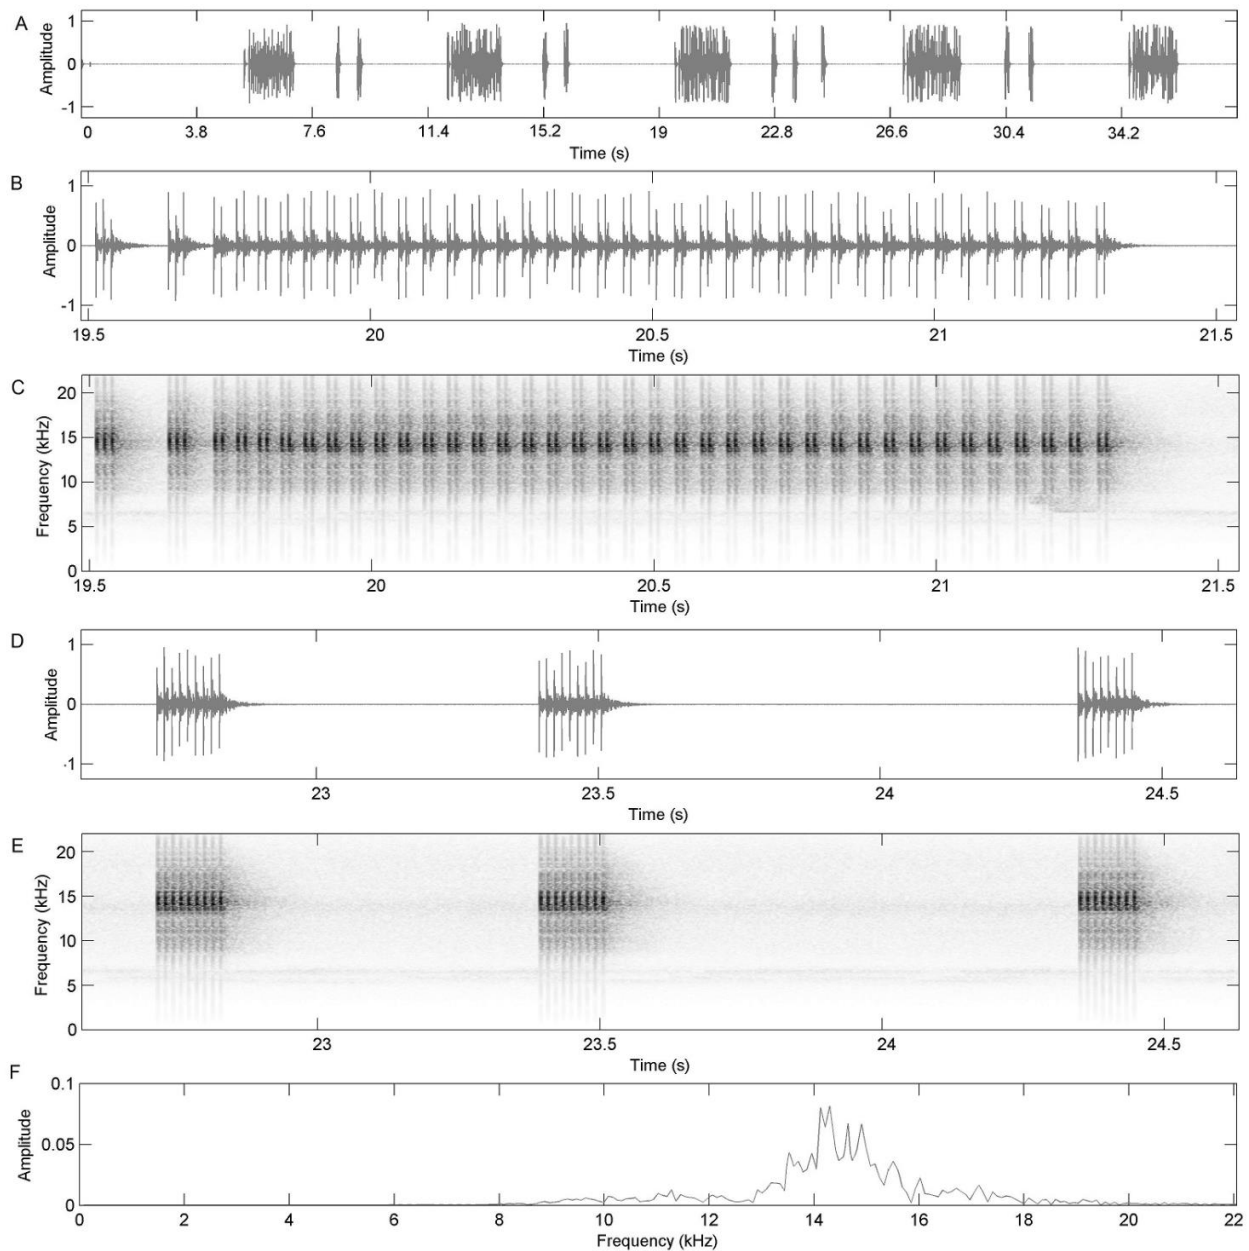 A
Amplitude
1
0
-1
0 3.8 7.6 11.4 15.2 19 22.8 26.6 30.4 34.2
Time (s)
B
Amplitude
1
0
-1
19.5 20 20.5 21 21.5
Time (s)
C
Frequency (kHz)
20
15
10
5
0
19.5 20 20.5 21 21.5
Time (s)
D
Amplitude
1
0
-1
23 23.5 24 24.5
Time (s)
E
Frequency (kHz)
20
15
10
5
0
23 23.5 24 24.5
Time (s)
F
Amplitude
0.1
0.05
0
0 2 4 6 8 10 12 14 16 18 20 22
Frequency (kHz)